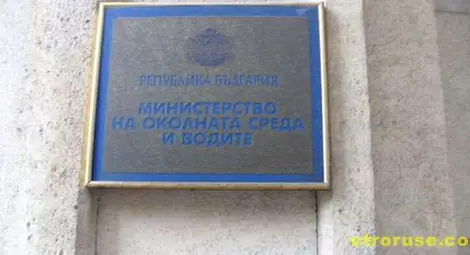 РЕПУБЛИКА БЪЛГАРИЯ
МИНИСТЕРСТВО
НА ОКОЛНАТА СРЕДА
И ВОДИТЕ
utroruse.co